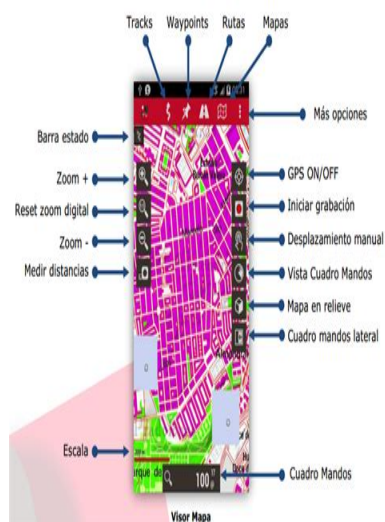 Tracks Waypoints Rutas Mapas
Más opciones
Barra estado
Zoom +
GPS ON/OFF
Reset zoom digital
Iniciar grabación
Zoom -
Desplazamiento manual
Medir distancias
Vista Cuadro Mandos
Mapa en relieve
Cuadro mandos lateral
Escala
Cuadro Mandos
100
Visor Mapa